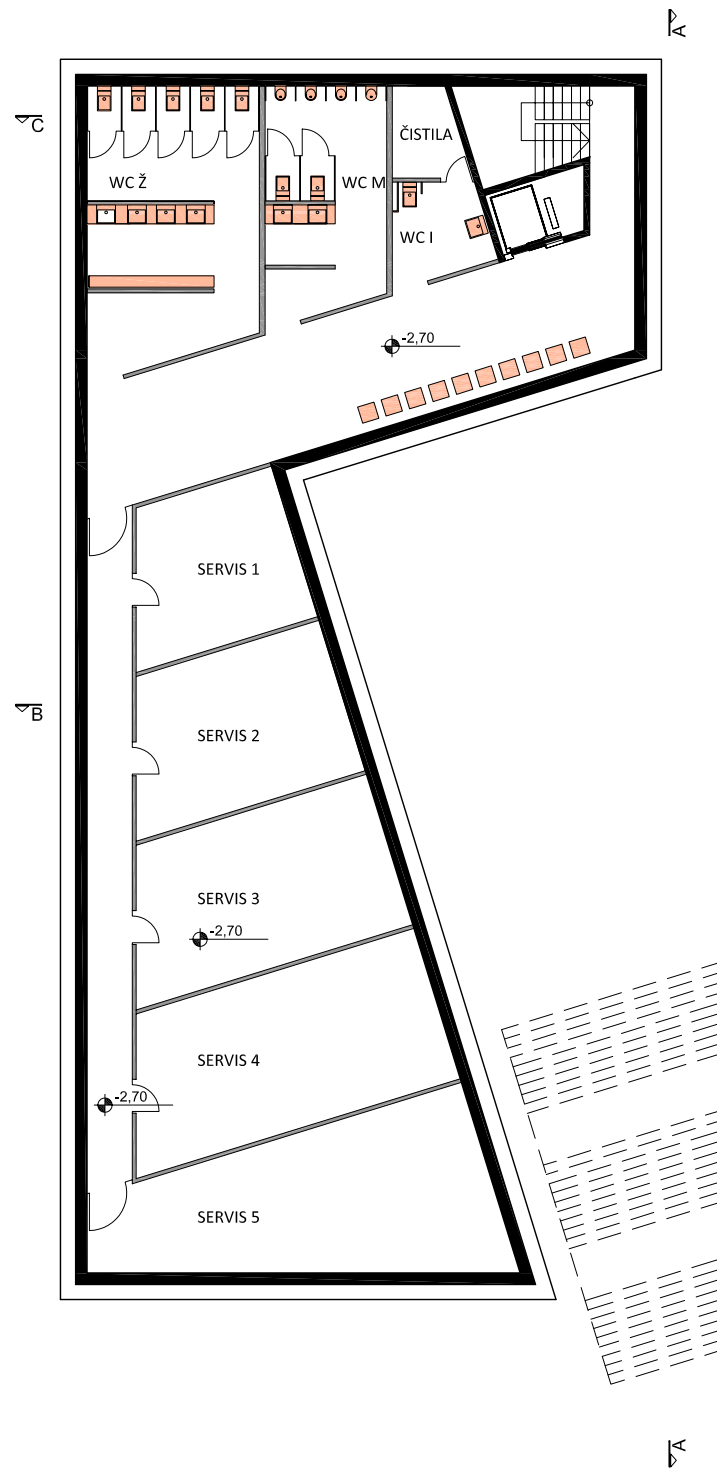 A
C
ČISTILA
WC Ž
WC M
WC I
-2,70
SERVIS 1
B
SERVIS 2
SERVIS 3
-2,70
SERVIS 4
-2,70
SERVIS 5
A